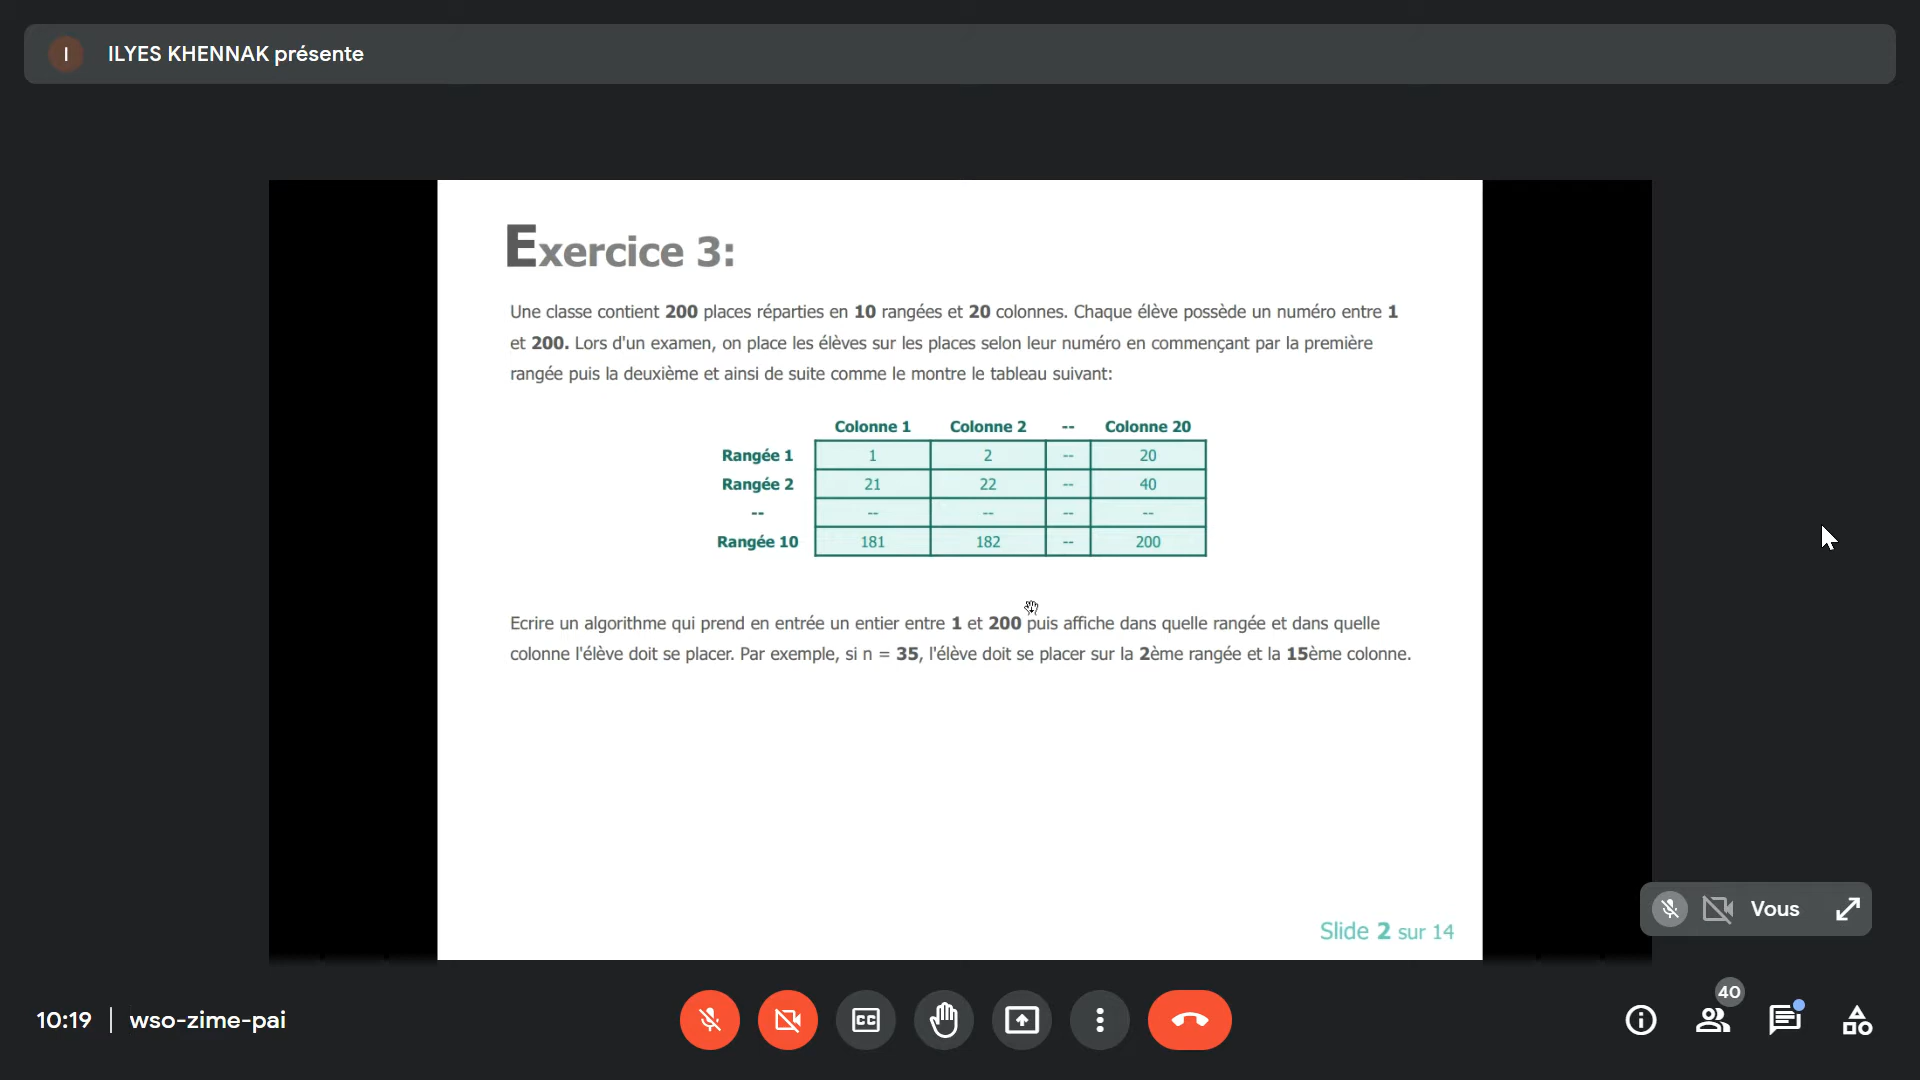 I ILYES KHENNAK présente
Exercice 3:
Une classe contient 200 places réparties en 10 rangées et 20 colonnes. Chaque élève possède un numéro entre 1
et 200. Lors d'un examen, on place les élèves sur les places selon leur numéro en commençant par la première
rangée puis la deuxième et ainsi de suite comme le montre le tableau suivant:
Colonne 1 Colonne 2 -- Colonne 20
Rangée 1 1 2 -- 20
Rangée 2 21 22 -- 40
-- -- -- -- --
Rangée 10 181 182 -- 200
Ecrire un algorithme qui prend en entrée un entier entre 1 et 200 puis affiche dans quelle rangée et dans quelle
colonne l'élève doit se placer. Par exemple, si n = 35, l'élève doit se placer sur la 2ème rangée et la 15ème colonne.
Vous
Slide 2 sur 14
40
10:19 | wso-zime-pai
CC